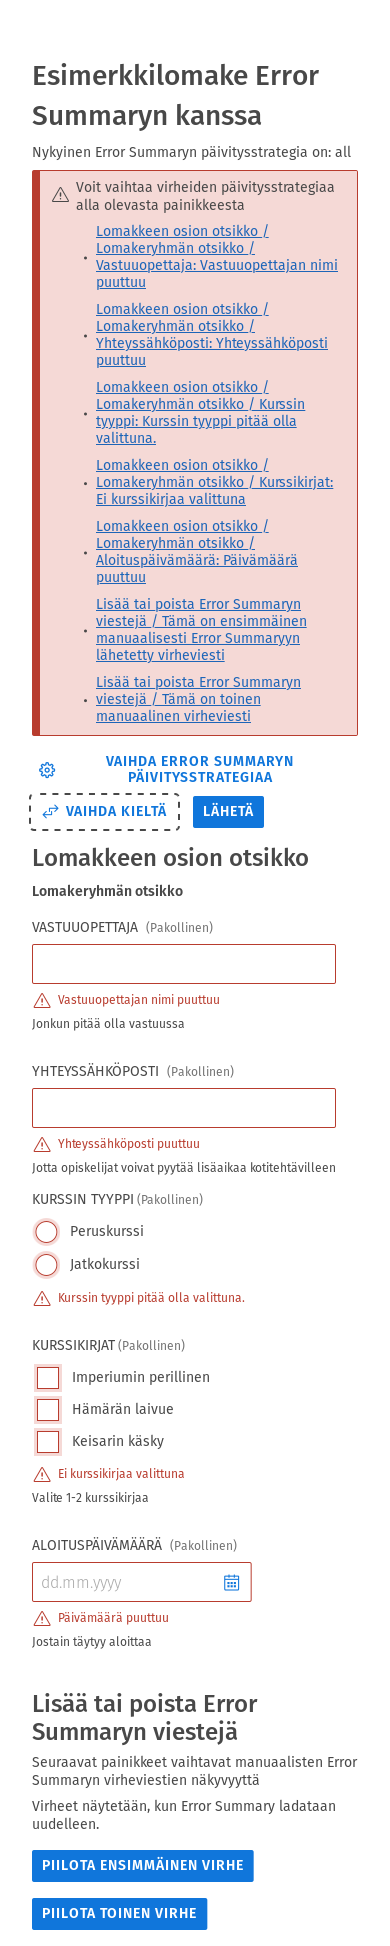 Esimerkkilomake Error
Summaryn kanssa
Nykyinen Error Summaryn päivitysstrategia on: all
Voit vaihtaa virheiden päivitysstrategiaa
alla olevasta painikkeesta
Lomakkeen osion otsikko /
Lomakeryhmän otsikko /
Vastuuopettaja: Vastuuopettajan nimi
puuttuu
Lomakkeen osion otsikko /
Lomakeryhmän otsikko /
Yhteyssähköposti: Yhteyssähköposti
puuttuu
Lomakkeen osion otsikko /
Lomakeryhmän otsikko / Kurssin
tyyppi: Kurssin tyyppi pitää olla
valittuna.
Lomakkeen osion otsikko /
Lomakeryhmän otsikko / Kurssikirjat:
Ei kurssikirjaa valittuna
Lomakkeen osion otsikko /
Lomakeryhmän otsikko /
Aloituspäivämäärä: Päivämäärä
puuttuu
Lisää tai poista Error Summaryn
viestejä / Tämä on ensimmäinen
manuaalisesti Error Summaryyn
lähetetty virheviesti
Lisää tai poista Error Summaryn
viestejä / Tämä on toinen
manuaalinen virheviesti
VAIHDA ERROR SUMMARYN
PÄIVITYSSTRATEGIAA
VAIHDA KIELTÄ LÄHETÄ
Lomakkeen osion otsikko
Lomakeryhmän otsikko
VASTUUOPETTAJA (Pakollinen)
Vastuuopettajan nimi puuttuu
Jonkun pitää olla vastuussa
YHTEYSSÄHKÖPOSTI (Pakollinen)
Yhteyssähköposti puuttuu
Jotta opiskelijat voivat pyytää lisäaikaa kotitehtävilleen
KURSSIN TYYPPI (Pakollinen)
Peruskurssi
Jatkokurssi
Kurssin tyyppi pitää olla valittuna.
KURSSIKIRJAT (Pakollinen)
Imperiumin perillinen
Hämärän laivue
Keisarin käsky
Ei kurssikirjaa valittuna
Valite 1-2 kurssikirjaa
ALOITUSPÄIVÄMÄÄRÄ (Pakollinen)
dd.mm.yyyy
Päivämäärä puuttuu
Jostain täytyy aloittaa
Lisää tai poista Error
Summaryn viestejä
Seuraavat painikkeet vaihtavat manuaalisten Error
Summaryn virheviestien näkyvyyttä
Virheet näytetään, kun Error Summary ladataan
uudelleen.
PIILOTA ENSIMMÄINEN VIRHE
PIILOTA TOINEN VIRHE